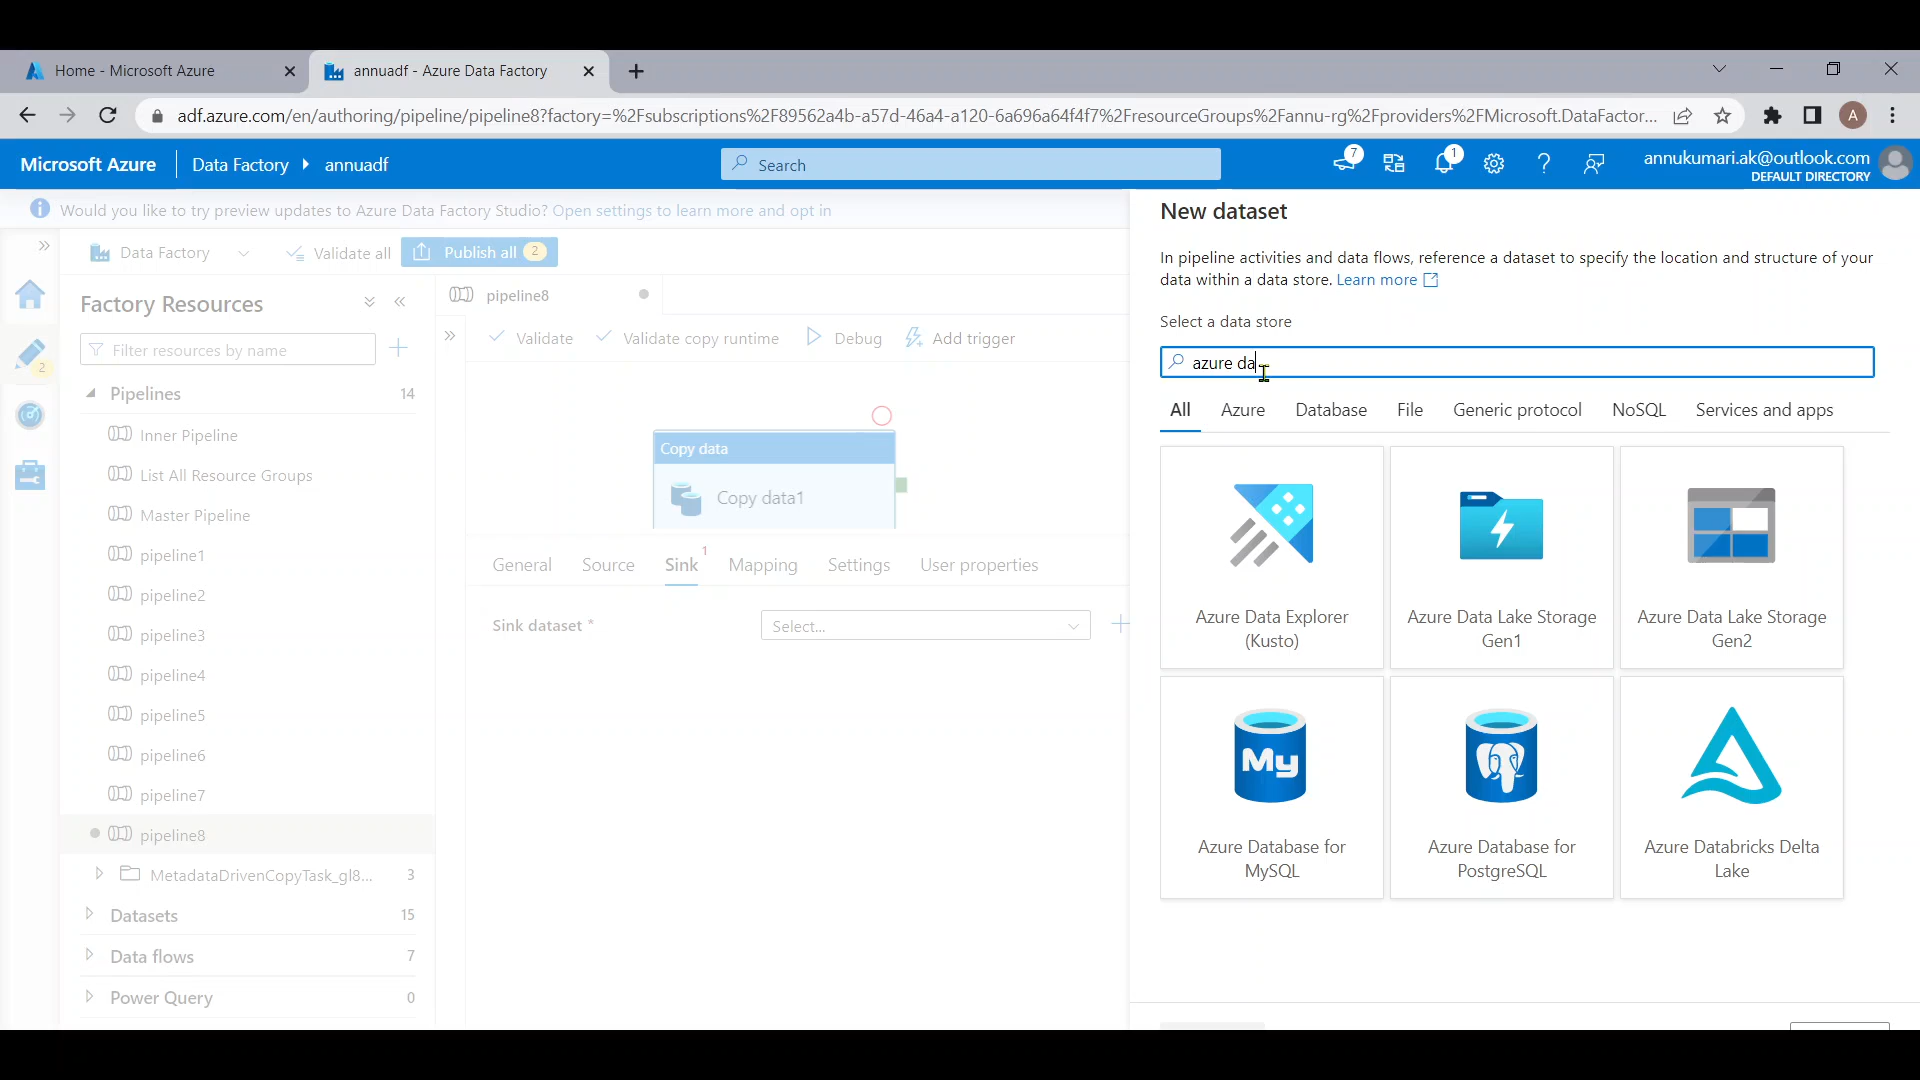 Home - Microsoft Azure
annuadf - Azure Data Factory
adf.azure.com/en/authoring/pipeline/pipeline8?factory=%2Fsubscriptions%2F89562a4b-a57d-46a4-a120-6a696a64f4f7%2FresourceGroups%2Fannu-rg%2Fproviders%2FMicrosoft.DataFactor...
A
Microsoft Azure
Data Factory
annuadf
Search
7
1
annukumari.ak@outlook.com
DEFAULT DIRECTORY
Would you like to try preview updates to Azure Data Factory Studio? Open settings to learn more and opt in
Data Factory
Validate all
Publish all 2
2
Factory Resources
Filter resources by name
Pipelines 14
Inner Pipeline
List All Resource Groups
Master Pipeline
pipeline1
pipeline2
pipeline3
pipeline4
pipeline5
pipeline6
pipeline7
pipeline8
MetadataDrivenCopyTask_gl8... 3
Datasets 15
Data flows 7
Power Query 0
pipeline8
Validate
Validate copy runtime
Debug
Add trigger
Copy data
Copy data1
General
Source
Sink 1
Mapping
Settings
User properties
Sink dataset *
Select...
New dataset
In pipeline activities and data flows, reference a dataset to specify the location and structure of your
data within a data store. Learn more
Select a data store
azure da
All
Azure
Database
File
Generic protocol
NoSQL
Services and apps
Azure Data Explorer
(Kusto)
Azure Data Lake Storage
Gen1
Azure Data Lake Storage
Gen2
My
Azure Database for
MySQL
Azure Database for
PostgreSQL
Azure Databricks Delta
Lake